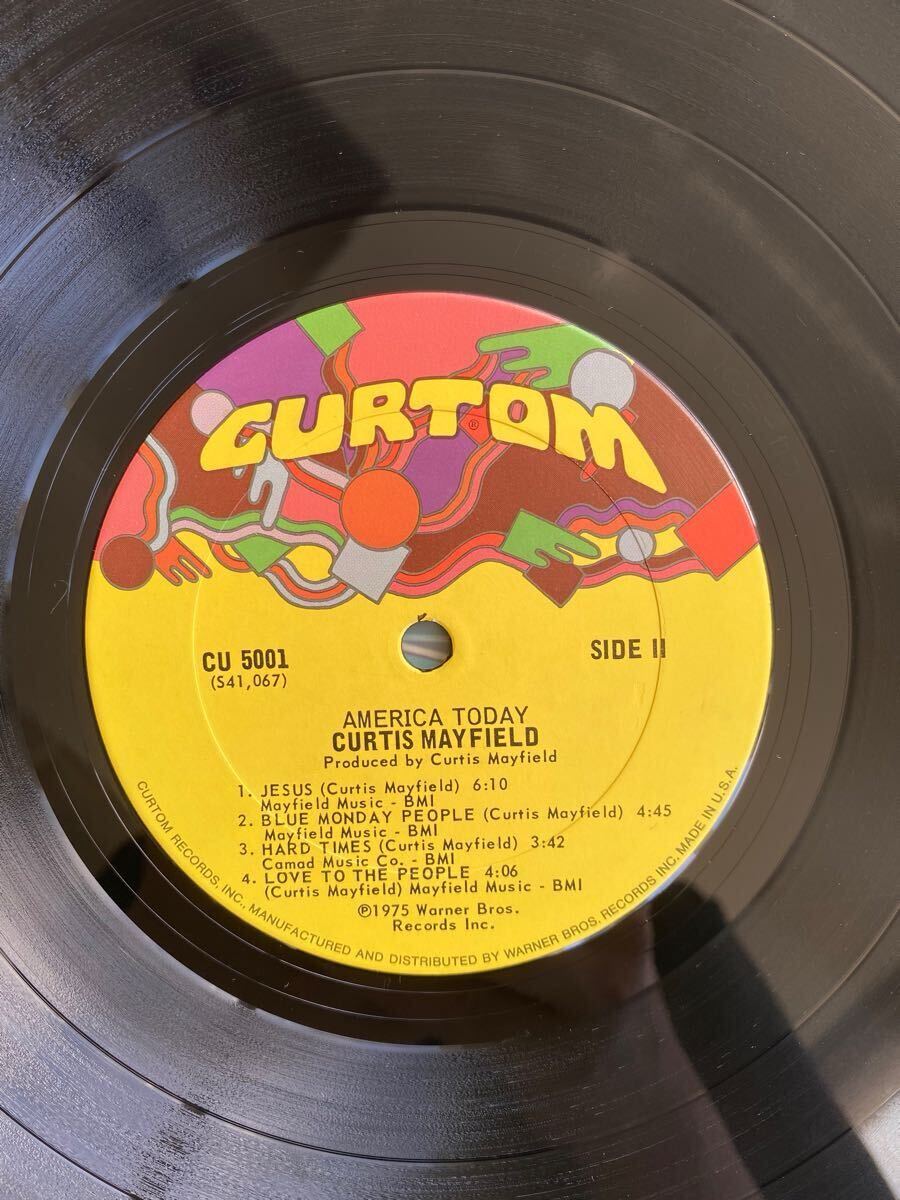 CURTOM
®
CU 5001
(S41,067)
SIDE II
AMERICA TODAY
CURTIS MAYFIELD
Produced by Curtis Mayfield
1. JESUS (Curtis Mayfield) 6:10
Mayfield Music - BMI
2. BLUE MONDAY PEOPLE (Curtis Mayfield) 4:45
Mayfield Music - BMI
3. HARD TIMES (Curtis Mayfield) 3:42
Camad Music Co. - BMI
4. LOVE TO THE PEOPLE 4:06
(Curtis Mayfield) Mayfield Music - BMI
℗1975 Warner Bros.
Records Inc.
CURTOM RECORDS, INC., MANUFACTURED AND DISTRIBUTED BY WARNER BROS. RECORDS INC. MADE IN U.S.A.